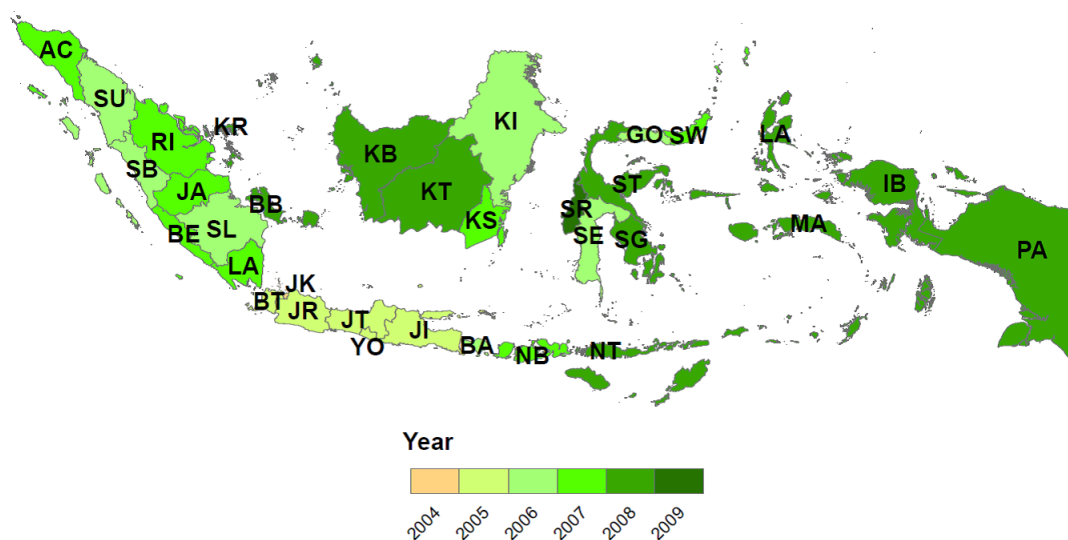 AC
SU
KR
RI
SB
JA
BB
BE
SL
LA
KI
KB
KT
KS
GO SW
LA
ST
SR
SE
SG
IB
MA
PA
JK
BT
JR
JT
JI
YO
BA
NB
NT
Year
2004
2005
2006
2007
2008
2009